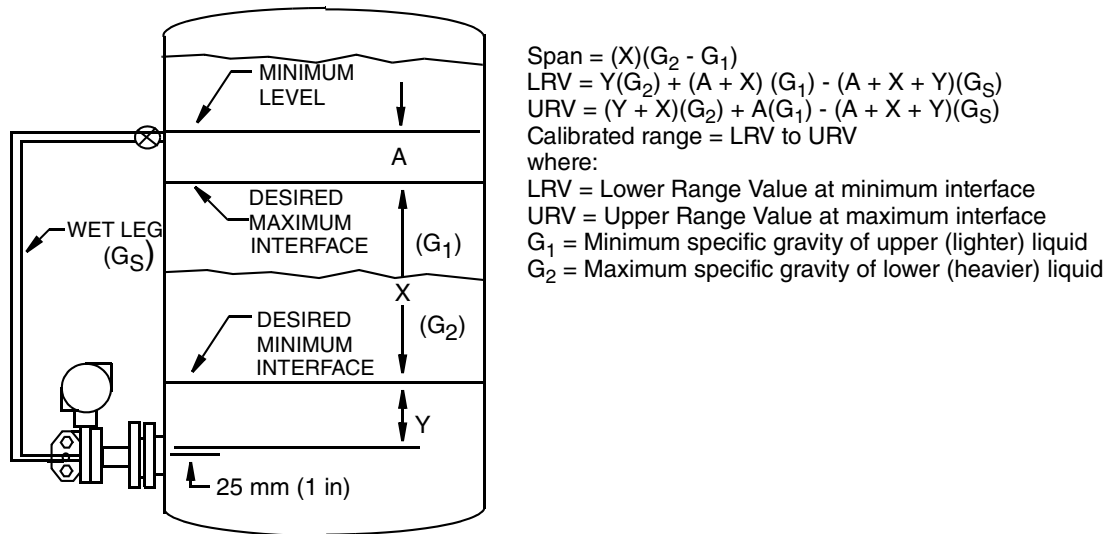 MINIMUM
LEVEL
A
DESIRED
MAXIMUM
INTERFACE
(G₁)
WET LEG
(G_S)
X
DESIRED
MINIMUM
INTERFACE
(G₂)
Y
25 mm (1 in)
Span = (X)(G₂ - G₁)
LRV = Y(G₂) + (A + X) (G₁) - (A + X + Y)(G_S)
URV = (Y + X)(G₂) + A(G₁) - (A + X + Y)(G_S)
Calibrated range = LRV to URV
where:
LRV = Lower Range Value at minimum interface
URV = Upper Range Value at maximum interface
G₁ = Minimum specific gravity of upper (lighter) liquid
G₂ = Maximum specific gravity of lower (heavier) liquid